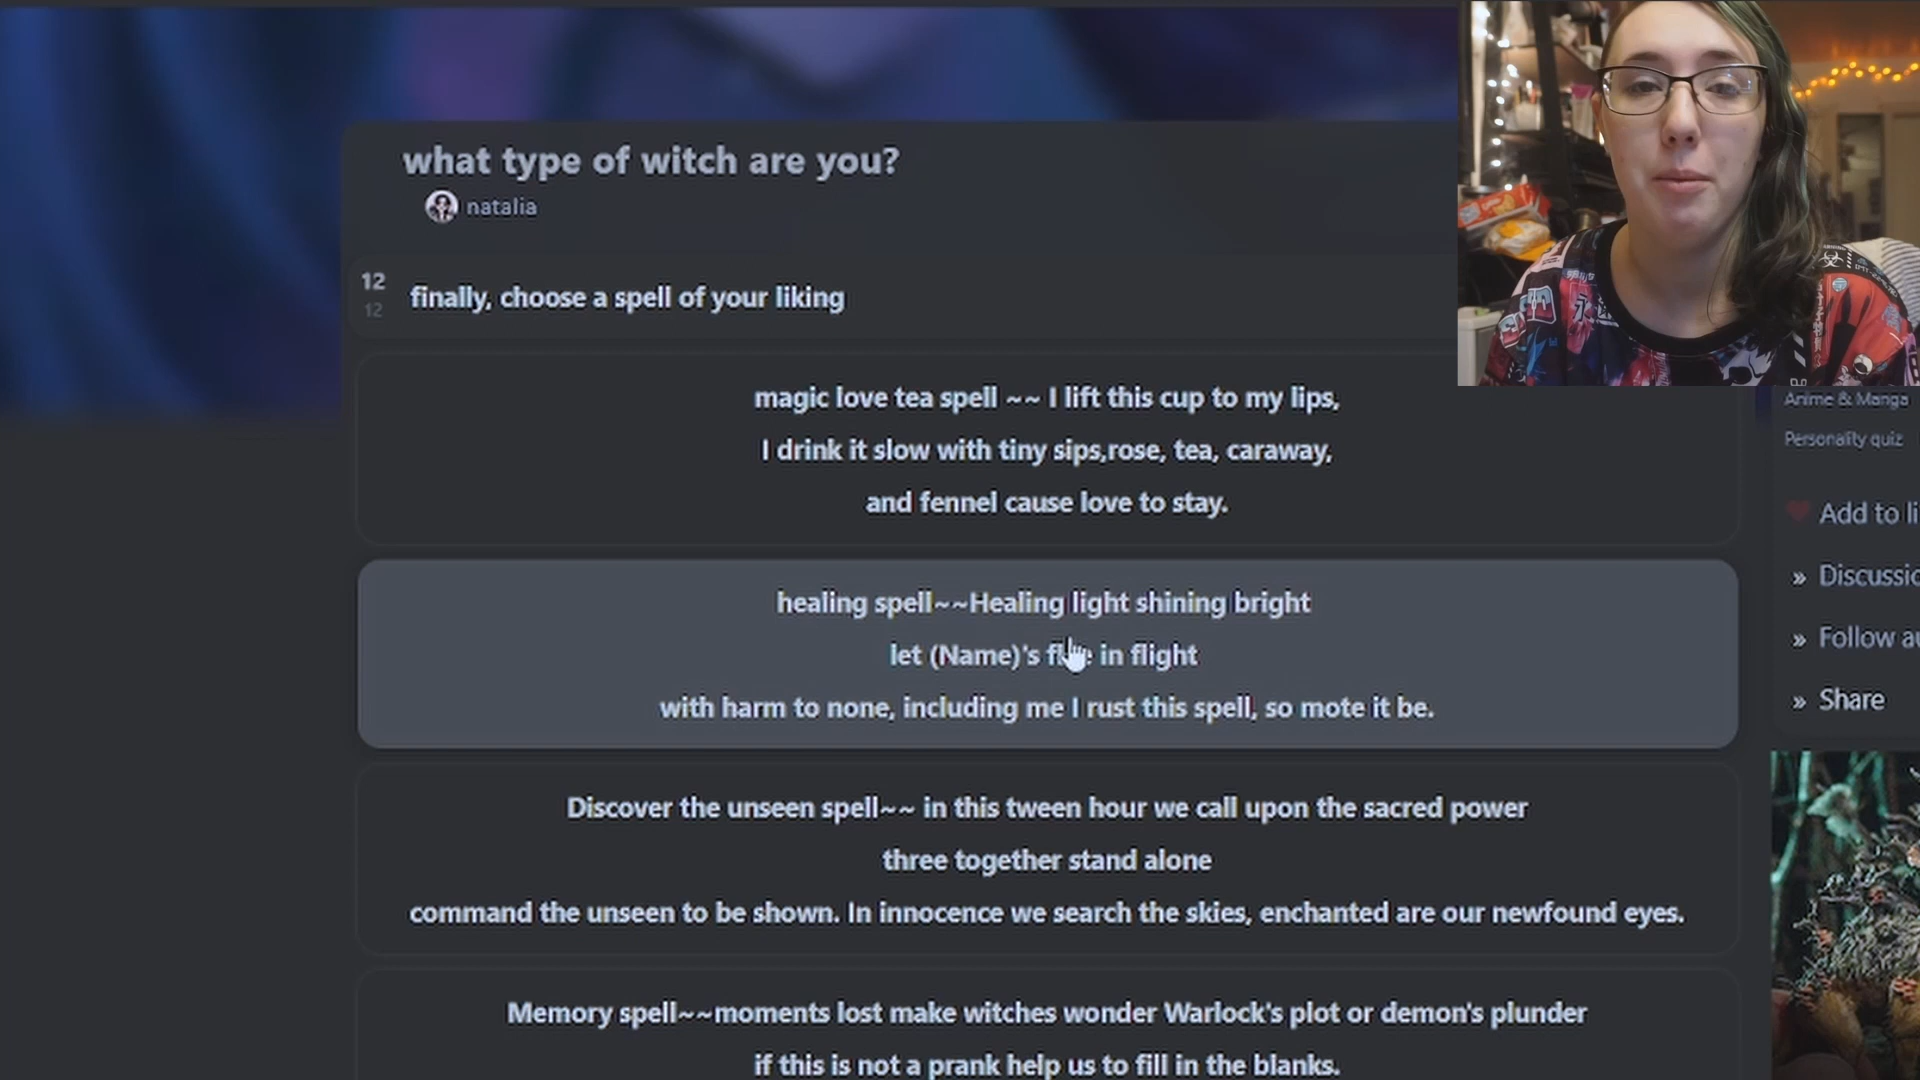 what type of witch are you?
natalia
12
12
finally, choose a spell of your liking
magic love tea spell ~~ I lift this cup to my lips,
I drink it slow with tiny sips,rose, tea, caraway,
and fennel cause love to stay.
healing spell~~Healing light shining bright
let (Name)'s in flight
with harm to none, including me I rust this spell, so mote it be.
Discover the unseen spell~~ in this tween hour we call upon the sacred power
three together stand alone
command the unseen to be shown. In innocence we search the skies, enchanted are our newfound eyes.
Memory spell~~moments lost make witches wonder Warlock's plot or demon's plunder
if this is not a prank help us to fill in the blanks.
Anime & Manga
Personality quiz
Add to li
» Discussio
» Follow au
» Share